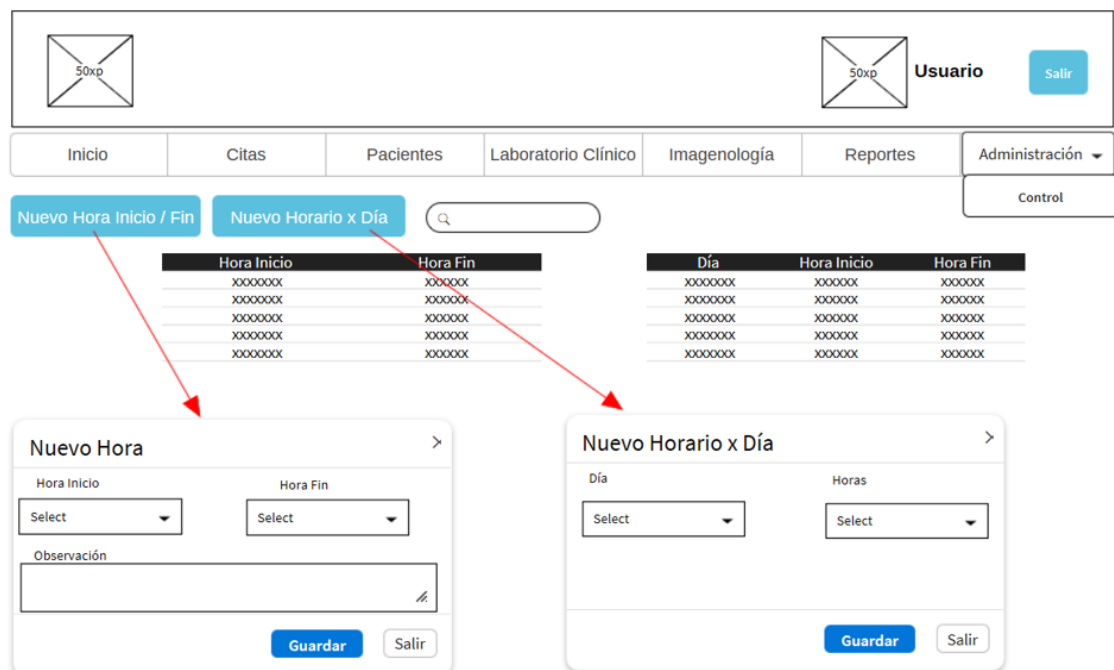 50xp
50xp
Usuario
Salir
Inicio
Citas
Pacientes
Laboratorio Clínico
Imagenología
Reportes
Administración
Control
Nuevo Hora Inicio / Fin
Nuevo Horario x Día
Hora Inicio Hora Fin
XXXXXXX XXXXXX
XXXXXXX XXXXXX
XXXXXXX XXXXXX
XXXXXXX XXXXXX
XXXXXXX XXXXXX
Día Hora Inicio Hora Fin
XXXXXXX XXXXXX XXXXXX
XXXXXXX XXXXXX XXXXXX
XXXXXXX XXXXXX XXXXXX
XXXXXXX XXXXXX XXXXXX
XXXXXXX XXXXXX XXXXXX
Nuevo Hora
Hora Inicio
Hora Fin
Select
Select
Observación
Guardar
Salir
Nuevo Horario x Día
Día
Horas
Select
Select
Guardar
Salir